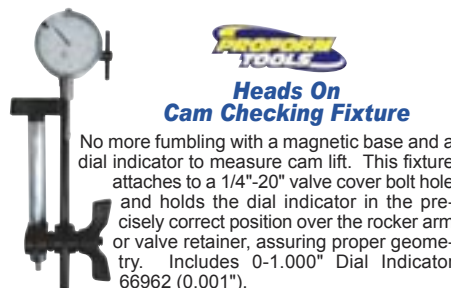 PROFORM
TOOLS
Heads On
Cam Checking Fixture
No more fumbling with a magnetic base and a
dial indicator to measure cam lift. This fixture
attaches to a 1/4"-20" valve cover bolt hole
and holds the dial indicator in the pre-
cisely correct position over the rocker arm
or valve retainer, assuring proper geome-
try. Includes 0-1.000" Dial Indicator
66962 (0.001").